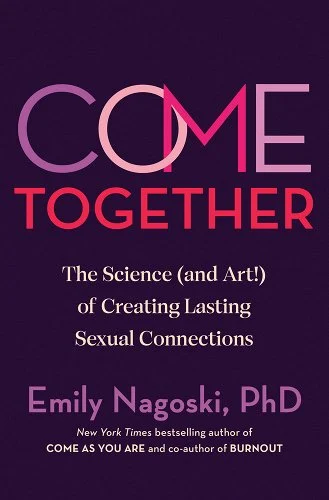 COME
TOGETHER
The Science (and Art!)
of Creating Lasting
Sexual Connections
Emily Nagoski, PhD
New York Times bestselling author of
COME AS YOU ARE and co-author of BURNOUT